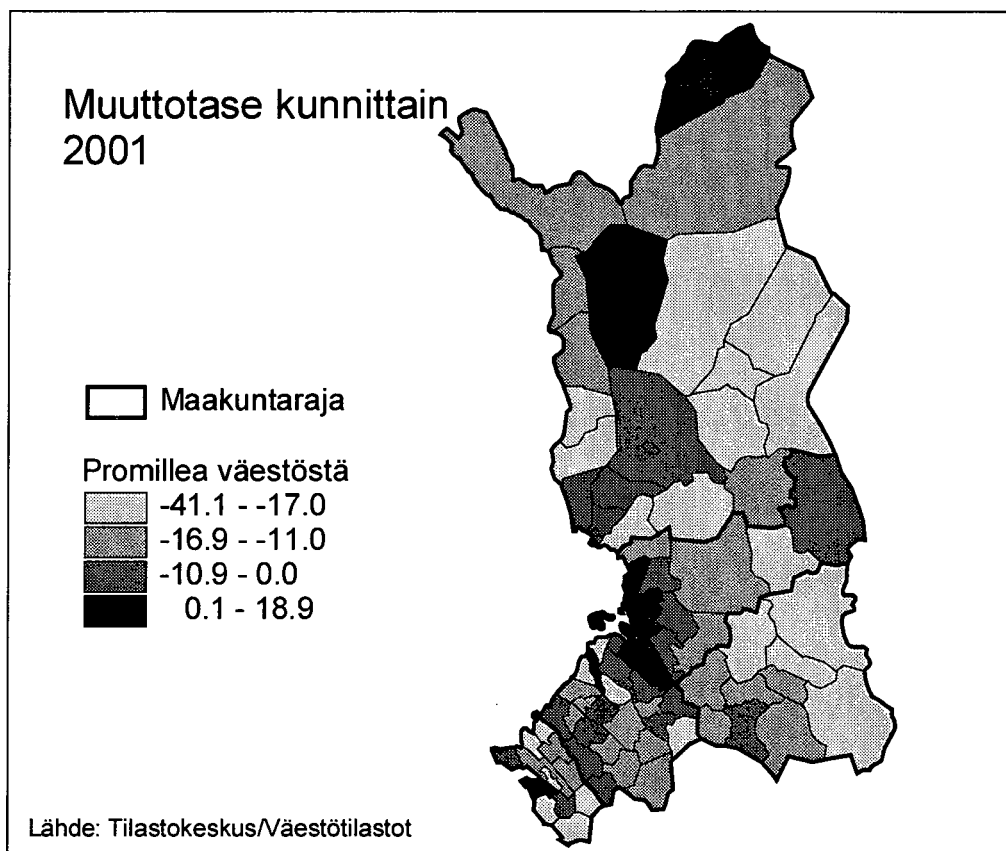 Muuttotase kunnittain
2001
Maakuntaraja
Promillea väestöstä
-41.1 - -17.0
-16.9 - -11.0
-10.9 - 0.0
0.1 - 18.9
Lähde: Tilastokeskus/Väestötilastot